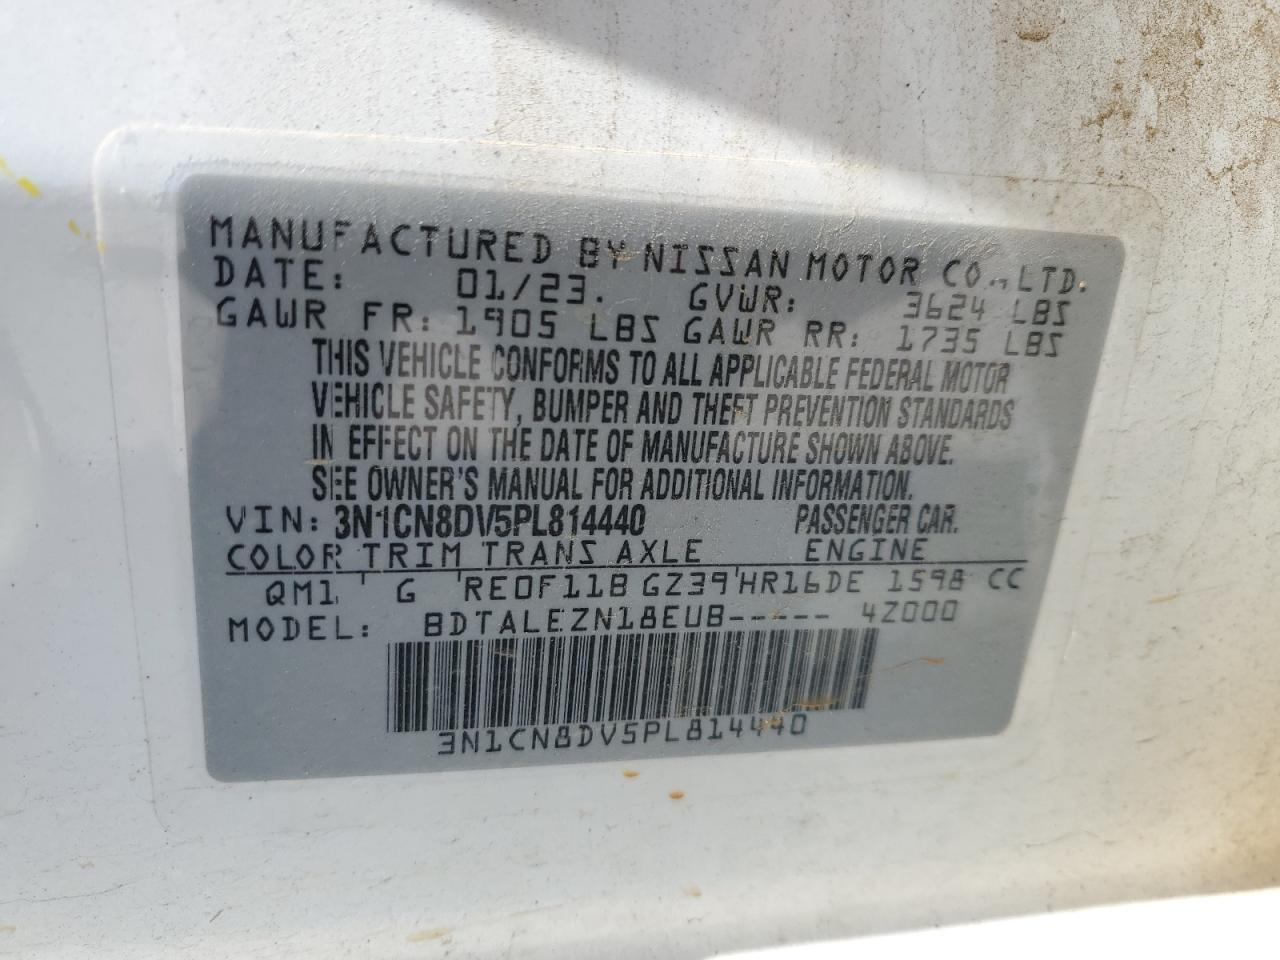 MANUFACTURED BY NISSAN MOTOR CO., LTD.
DATE: 01/23. GVWR: 3624 LBS
GAWR FR: 1905 LBS GAWR RR: 1735 LBS
THIS VEHICLE CONFORMS TO ALL APPLICABLE FEDERAL MOTOR
VEHICLE SAFETY, BUMPER AND THEFT PREVENTION STANDARDS
IN EFFECT ON THE DATE OF MANUFACTURE SHOWN ABOVE.
SEE OWNER'S MANUAL FOR ADDITIONAL INFORMATION.
VIN: 3N1CN8DV5PL814440 PASSENGER CAR.
COLOR TRIM TRANS AXLE ENGINE
QM1 ' G 'RE0F11B GZ39'HR16DE 1598 CC
MODEL: BDTALEZN18EUB----- 4Z000
3N1CN8DV5PL814440